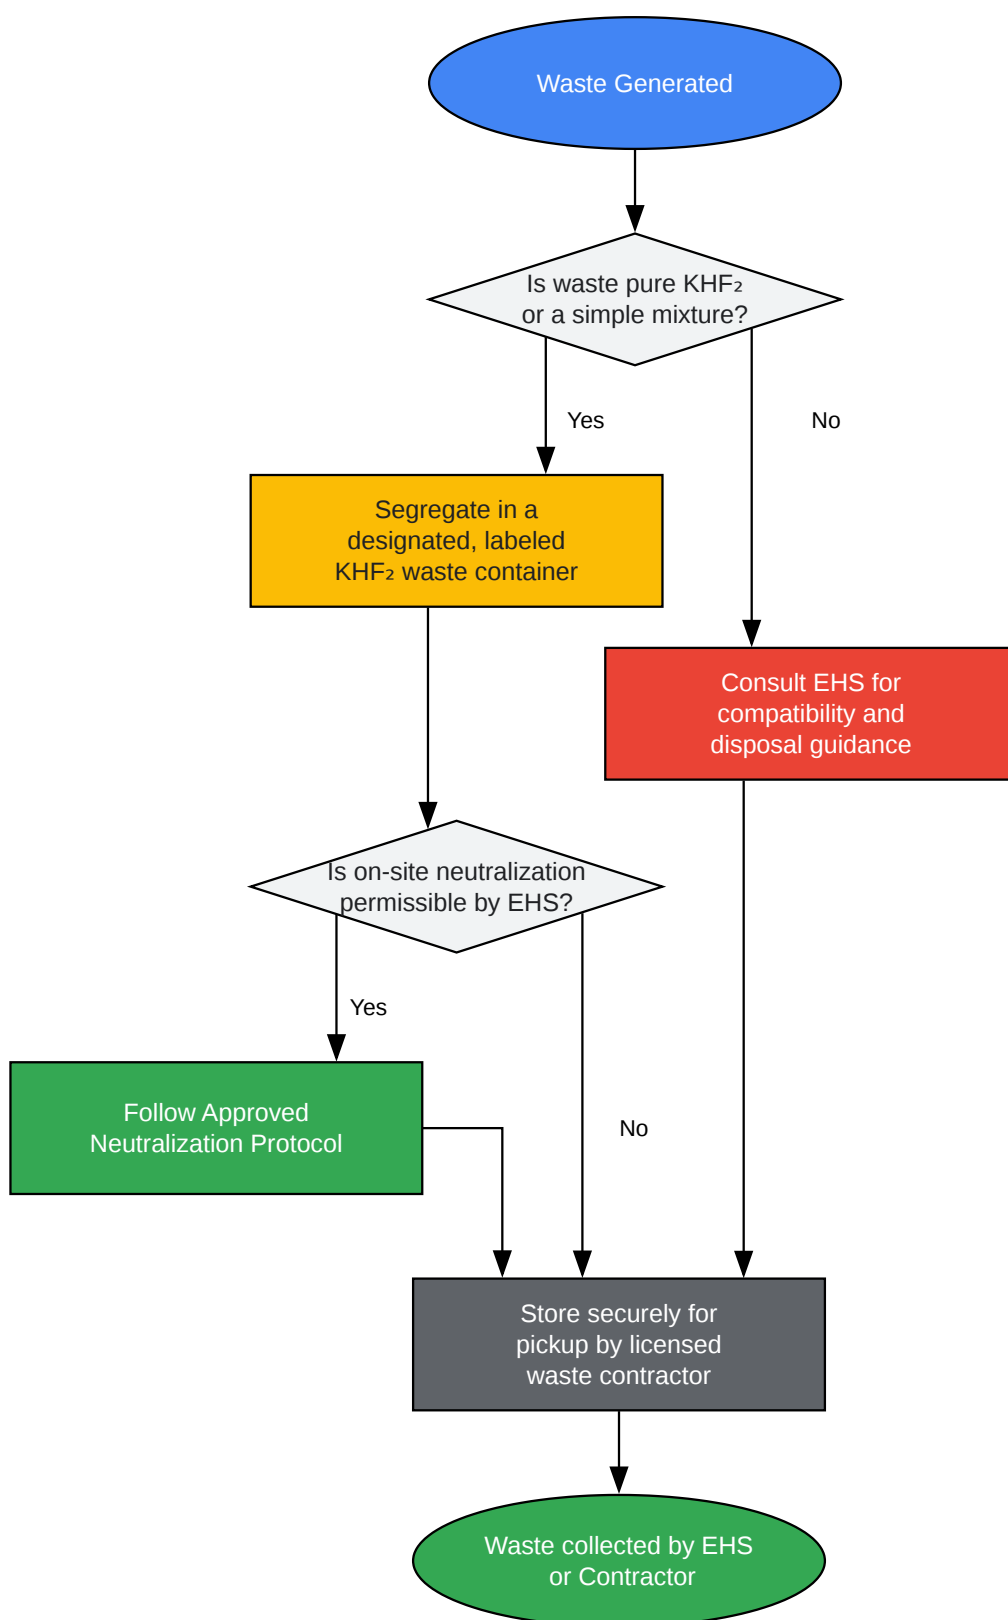 Waste Generated
Is waste pure KHF₂
or a simple mixture?
Yes
No
Segregate in a
designated, labeled
KHF₂ waste container
Consult EHS for
compatibility and
disposal guidance
Is on-site neutralization
permissible by EHS?
Yes
Follow Approved
Neutralization Protocol
No
Store securely for
pickup by licensed
waste contractor
Waste collected by EHS
or Contractor